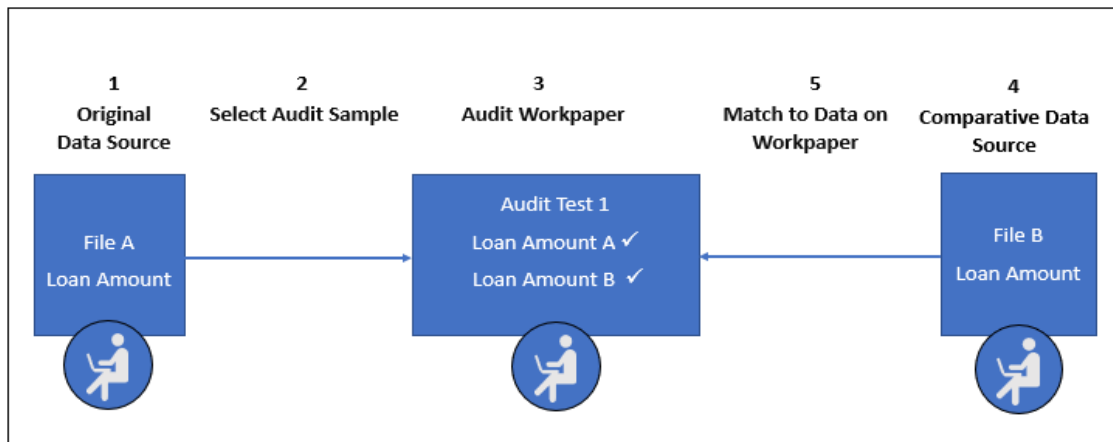 1
Original
Data Source
2
Select Audit Sample
3
Audit Workpaper
5
Match to Data on
Workpaper
4
Comparative Data
Source
File A
Loan Amount
Audit Test 1
Loan Amount A ✓
Loan Amount B ✓
File B
Loan Amount